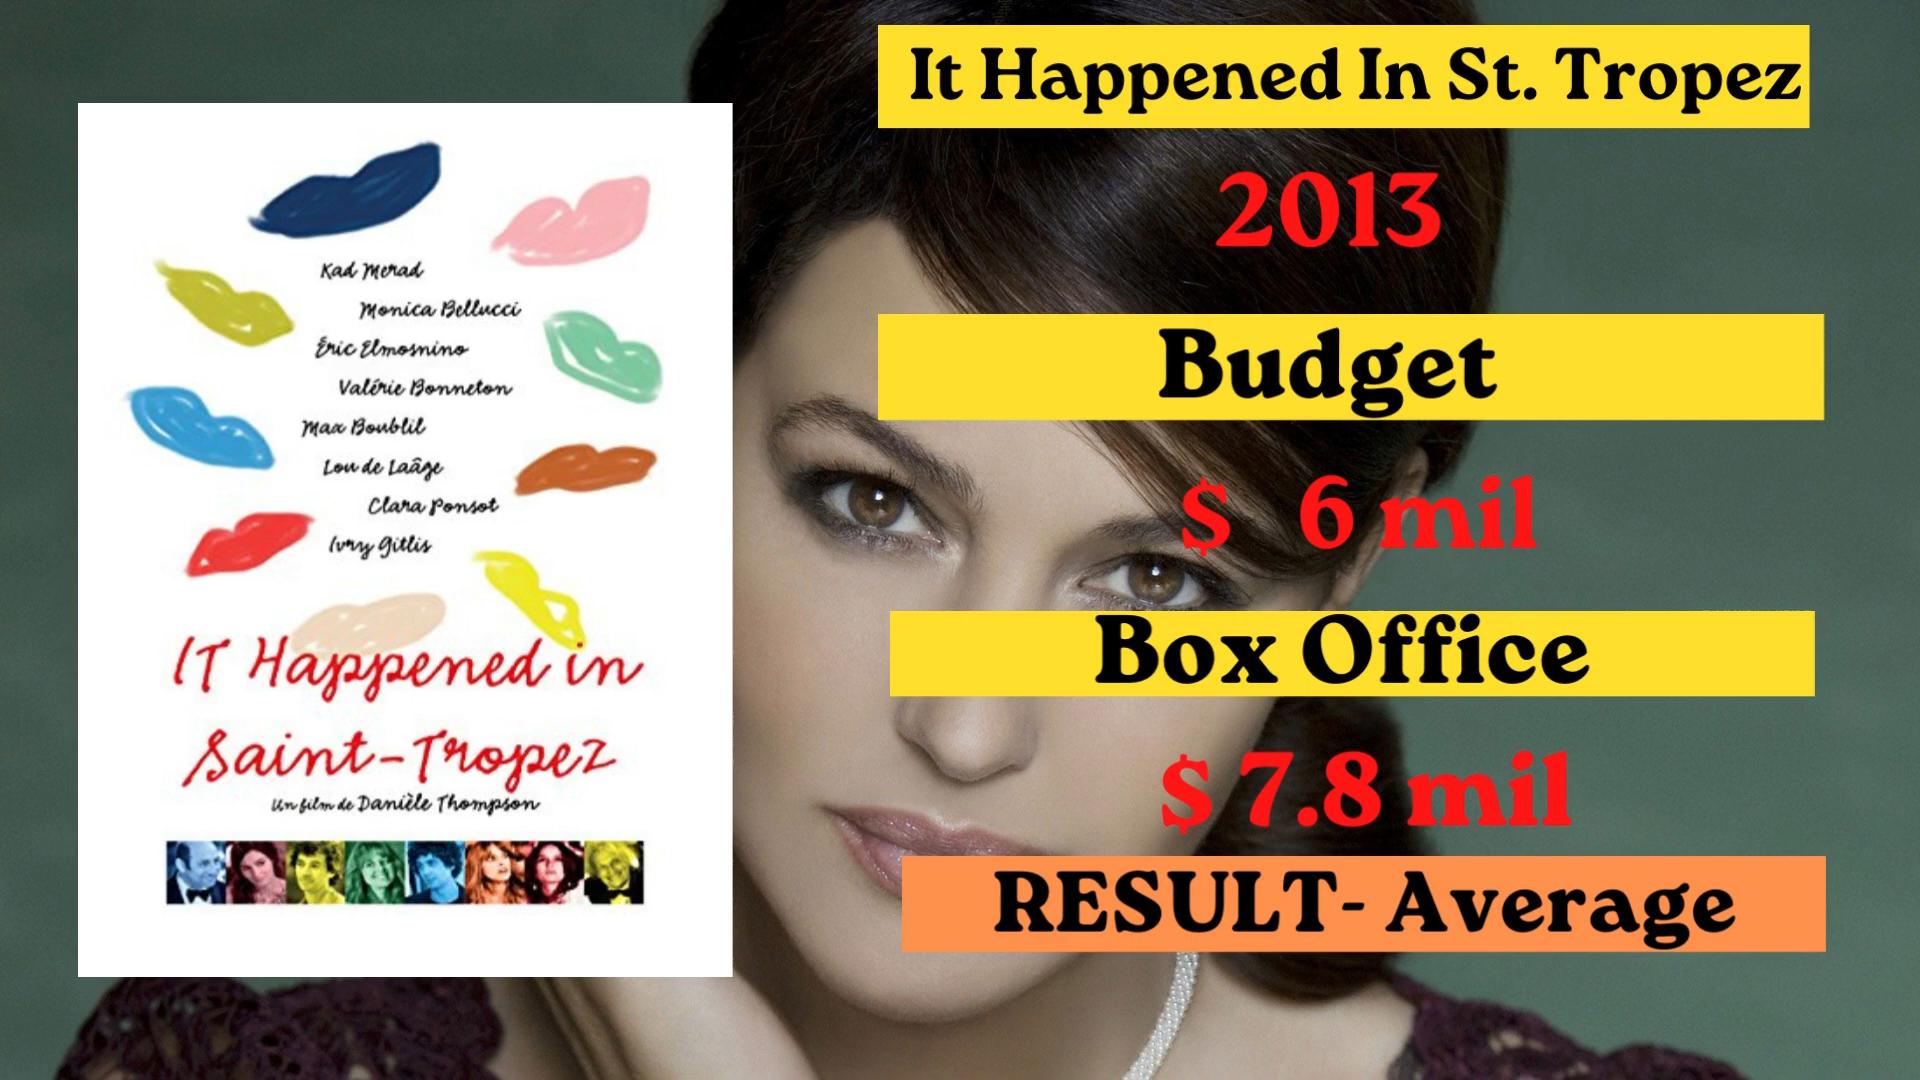 Kad Merad
Monica Bellucci
Éric Elmosnino
Valérie Bonneton
Max Boublil
Lou de Laâge
Clara Ponsot
Ivry Gitlis
IT Happened in
Saint-Tropez
Un film de Danièle Thompson
It Happened In St. Tropez
2013
Budget
$ 6 mil
Box Office
$ 7.8 mil
RESULT- Average